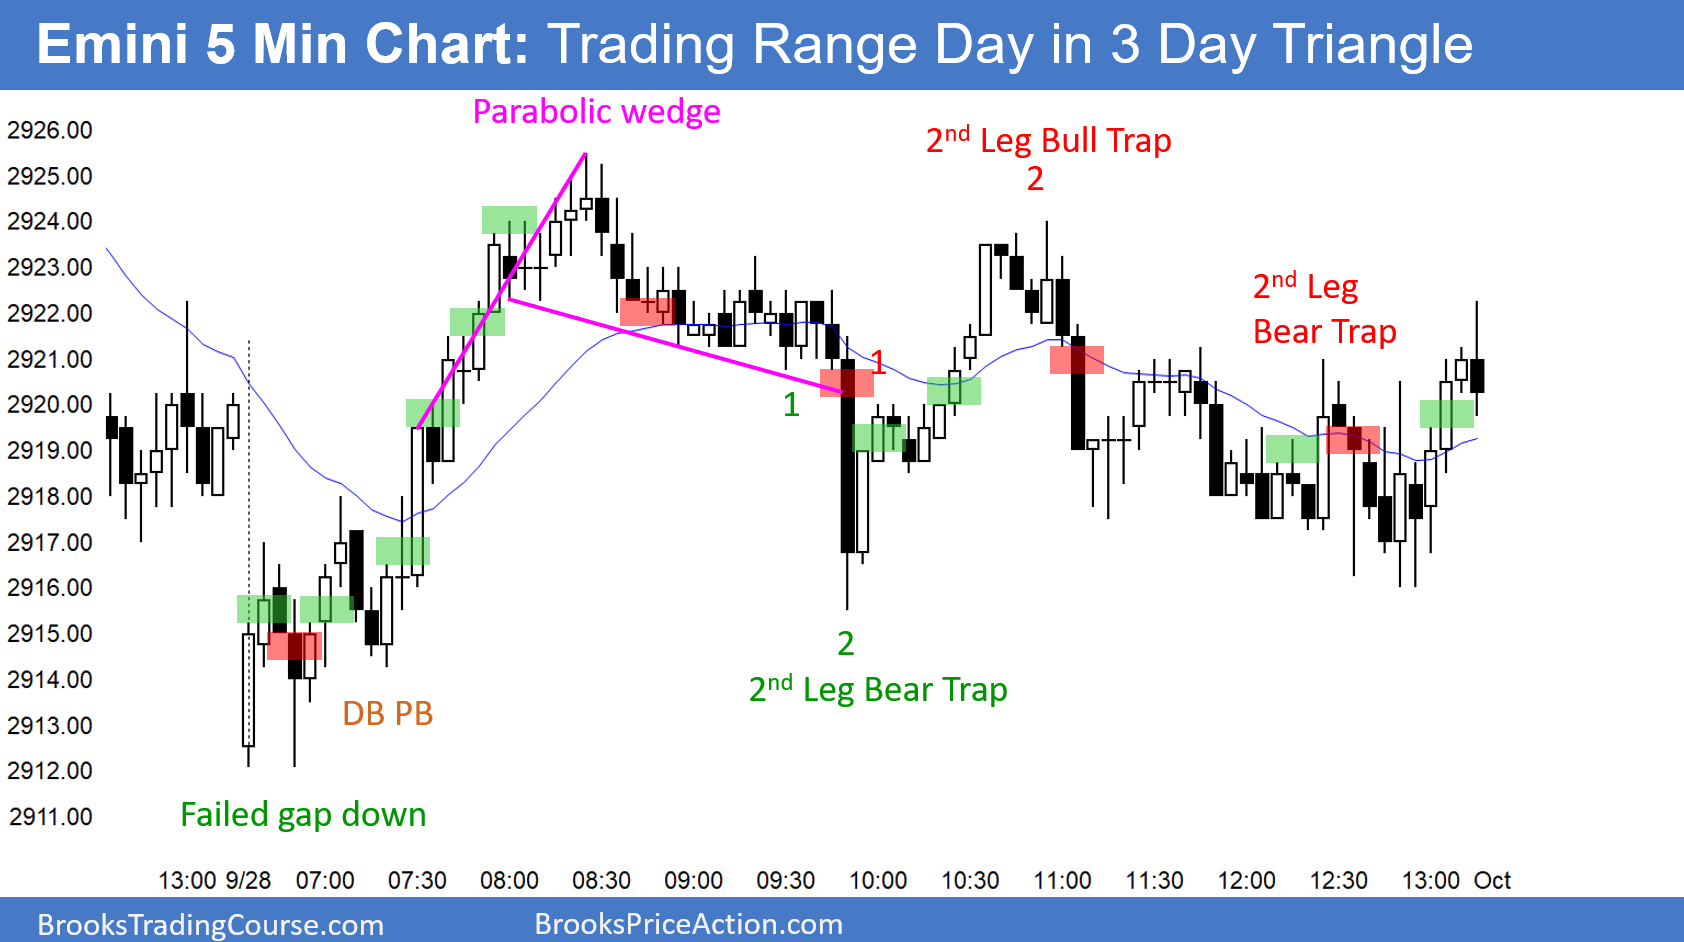 Emini 5 Min Chart: Trading Range Day in 3 Day Triangle
Parabolic wedge
2nd Leg Bull Trap
2
2926.00
2925.00
2924.00
2923.00
2922.00
2921.00
2920.00
2919.00
2918.00
2917.00
2916.00
2915.00
2914.00
2913.00
2912.00
2911.00
2nd Leg
Bear Trap
1
1
2
2nd Leg Bear Trap
DB PB
Failed gap down
13:00 9/28 07:00 07:30 08:00 08:30 09:00 09:30 10:00 10:30 11:00 11:30 12:00 12:30 13:00 Oct
BrooksTradingCourse.com
BrooksPriceAction.com